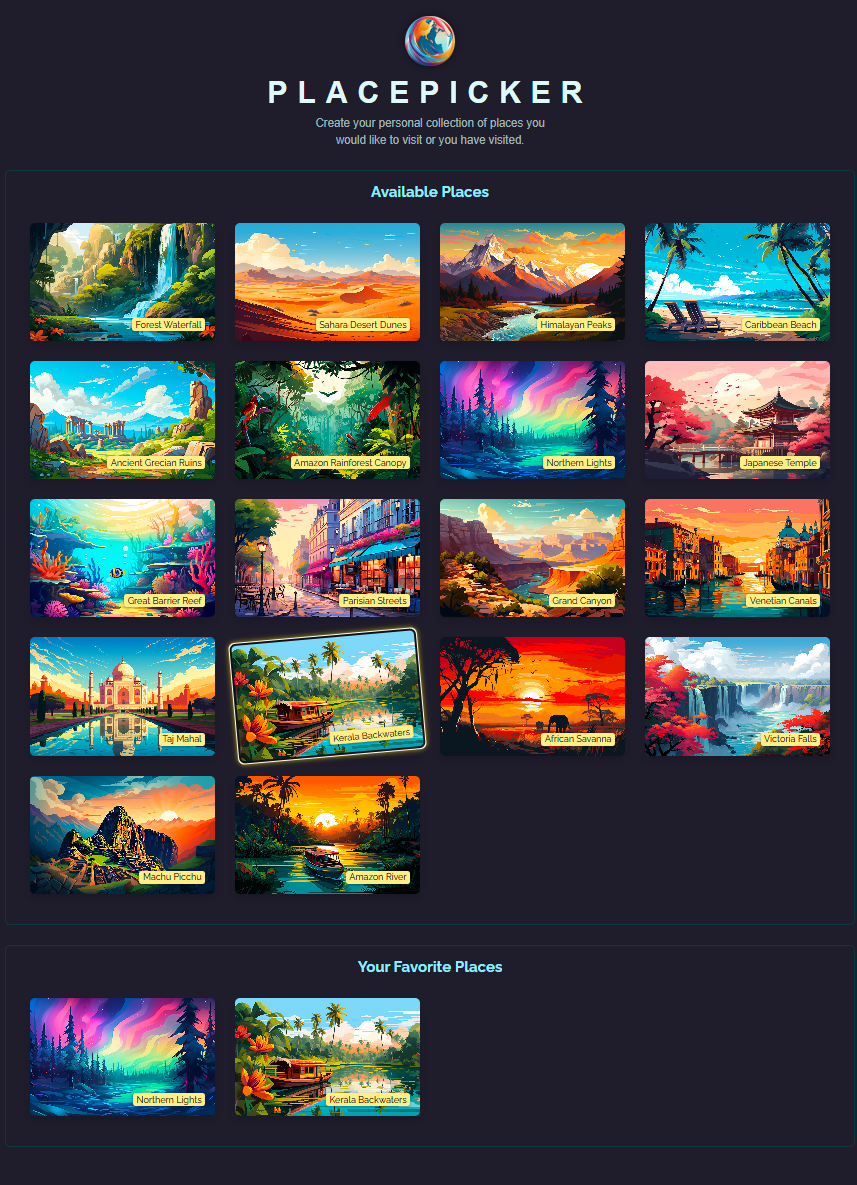 PLACEPICKER
Create your personal collection of places you
would like to visit or you have visited.
Available Places
Forest Waterfall
Sahara Desert Dunes
Himalayan Peaks
Caribbean Beach
Ancient Grecian Ruins
Amazon Rainforest Canopy
Northern Lights
Japanese Temple
Great Barrier Reef
Parisian Streets
Grand Canyon
Venetian Canals
Taj Mahal
Kerala Backwaters
African Savanna
Victoria Falls
Machu Picchu
Amazon River
Your Favorite Places
Northern Lights
Kerala Backwaters